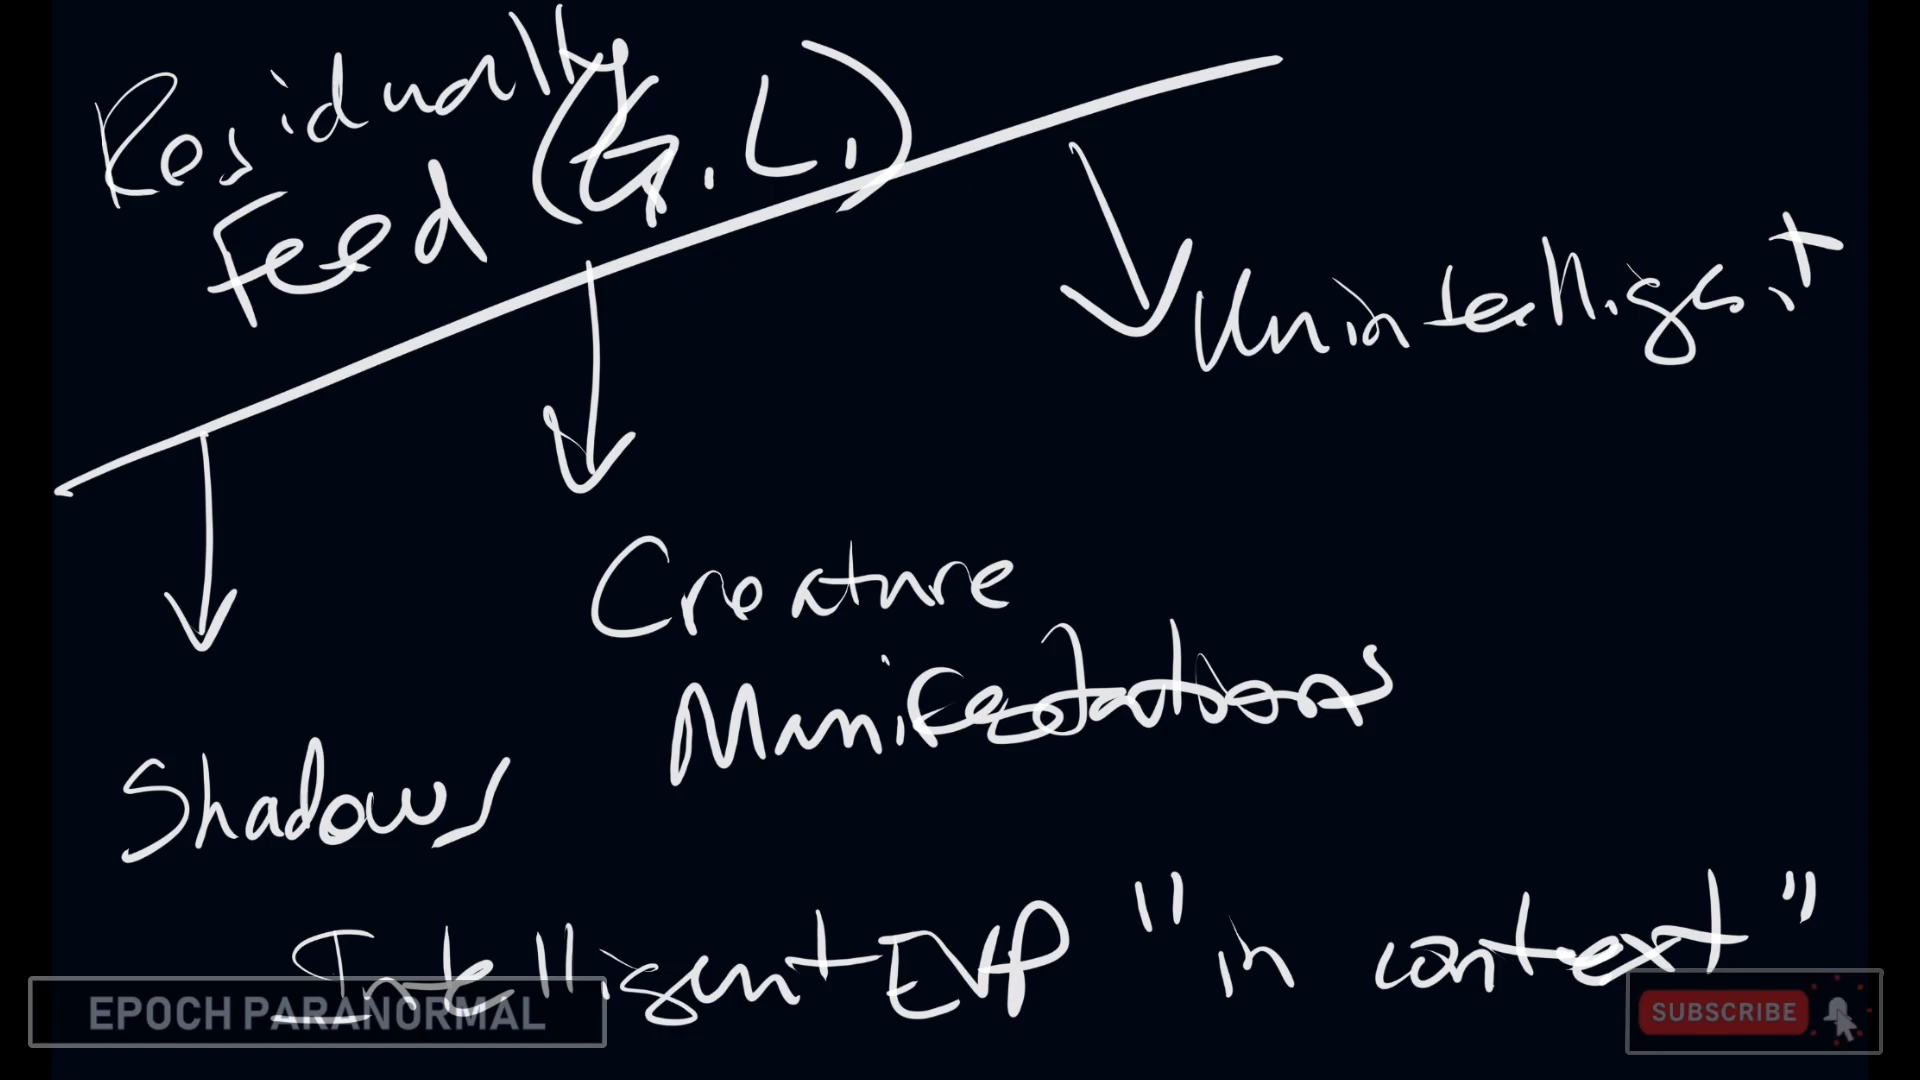 Residually
Feed (G.L.)
Unintelligent
Creature
Manifestations
Shadows
Intelligent EVP "in context"
EPOCH PARANORMAL
SUBSCRIBE